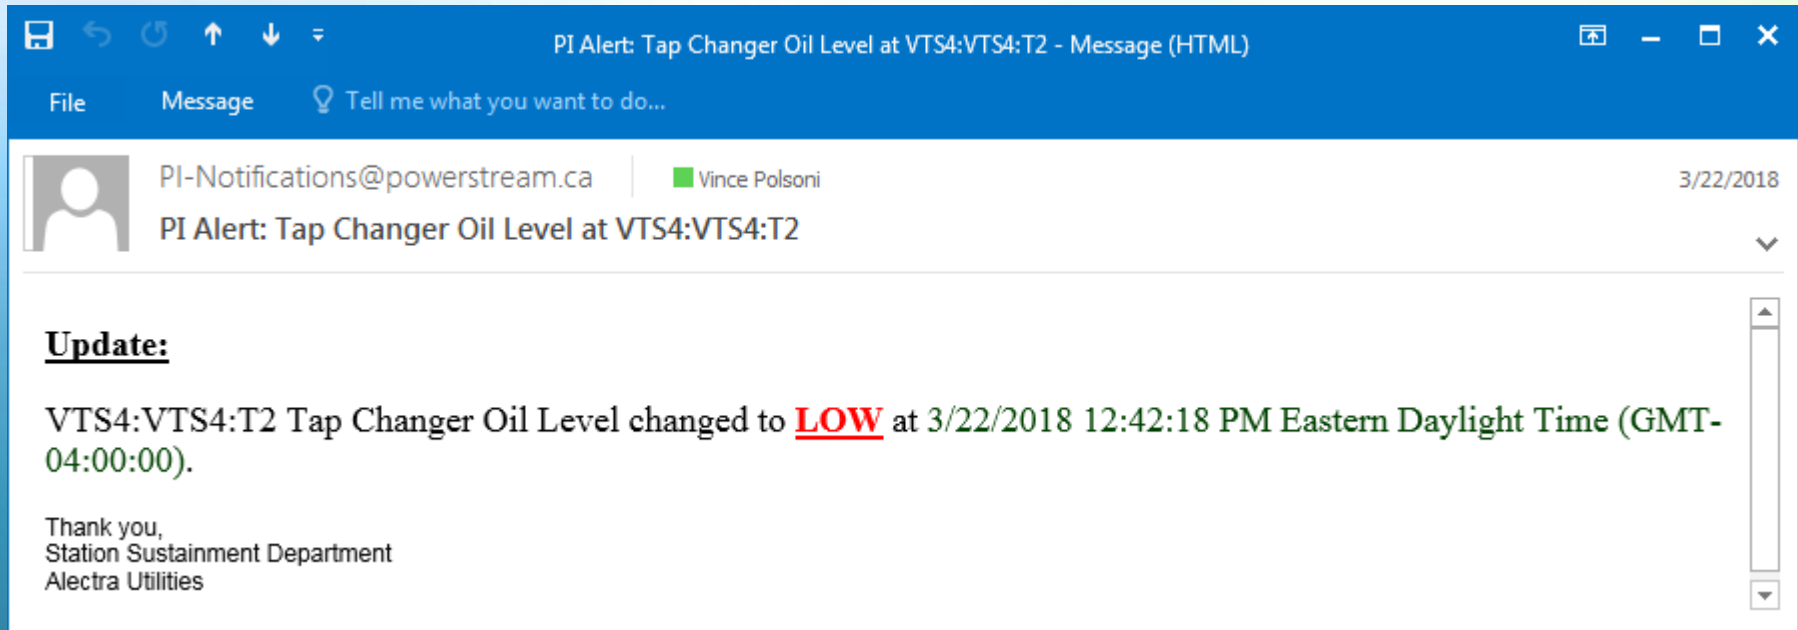 PI Alert: Tap Changer Oil Level at VTS4:VTS4:T2 - Message (HTML)
File Message Tell me what you want to do...
PI-Notifications@powerstream.ca Vince Polsoni 3/22/2018
PI Alert: Tap Changer Oil Level at VTS4:VTS4:T2
Update:
VTS4:VTS4:T2 Tap Changer Oil Level changed to LOW at 3/22/2018 12:42:18 PM Eastern Daylight Time (GMT-
04:00:00).
Thank you,
Station Sustainment Department
Alectra Utilities